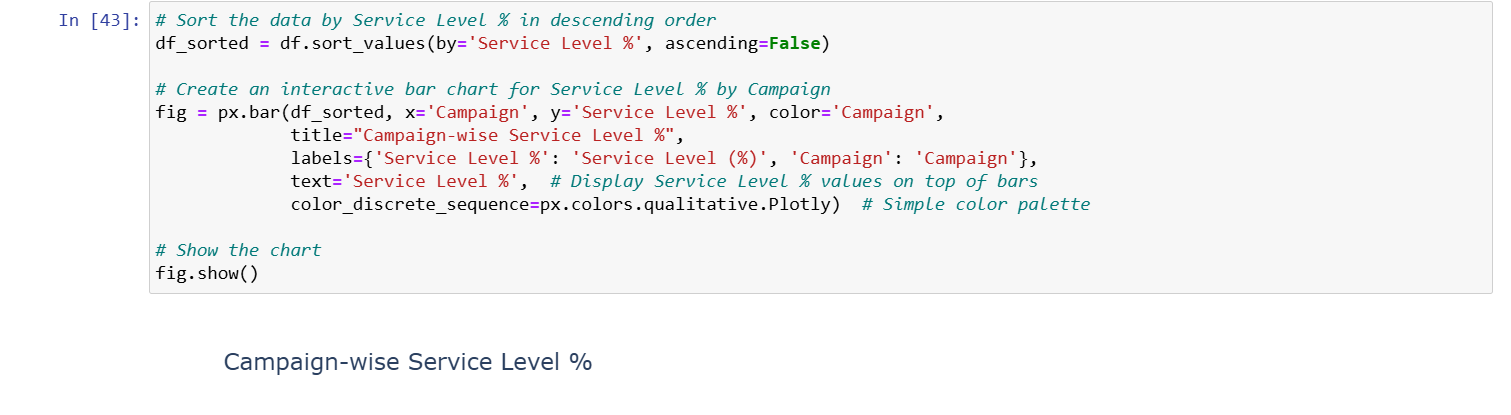 In [43]: # Sort the data by Service Level % in descending order
df_sorted = df.sort_values(by='Service Level %', ascending=False)
# Create an interactive bar chart for Service Level % by Campaign
fig = px.bar(df_sorted, x='Campaign', y='Service Level %', color='Campaign',
title="Campaign-wise Service Level %",
labels={'Service Level %': 'Service Level (%)', 'Campaign': 'Campaign'},
text='Service Level %',  # Display Service Level % values on top of bars
color_discrete_sequence=px.colors.qualitative.Plotly)  # Simple color palette
# Show the chart
fig.show()
Campaign-wise Service Level %